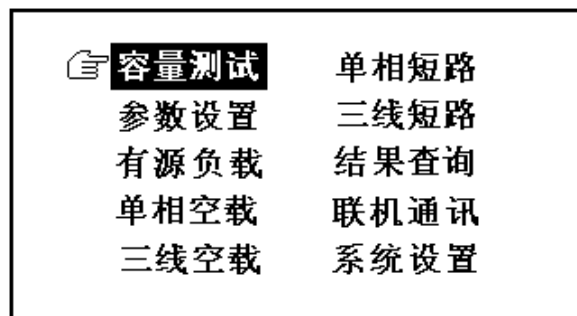 容量测试 单相短路
参数设置 三线短路
有源负载 结果查询
单相空载 联机通讯
三线空载 系统设置